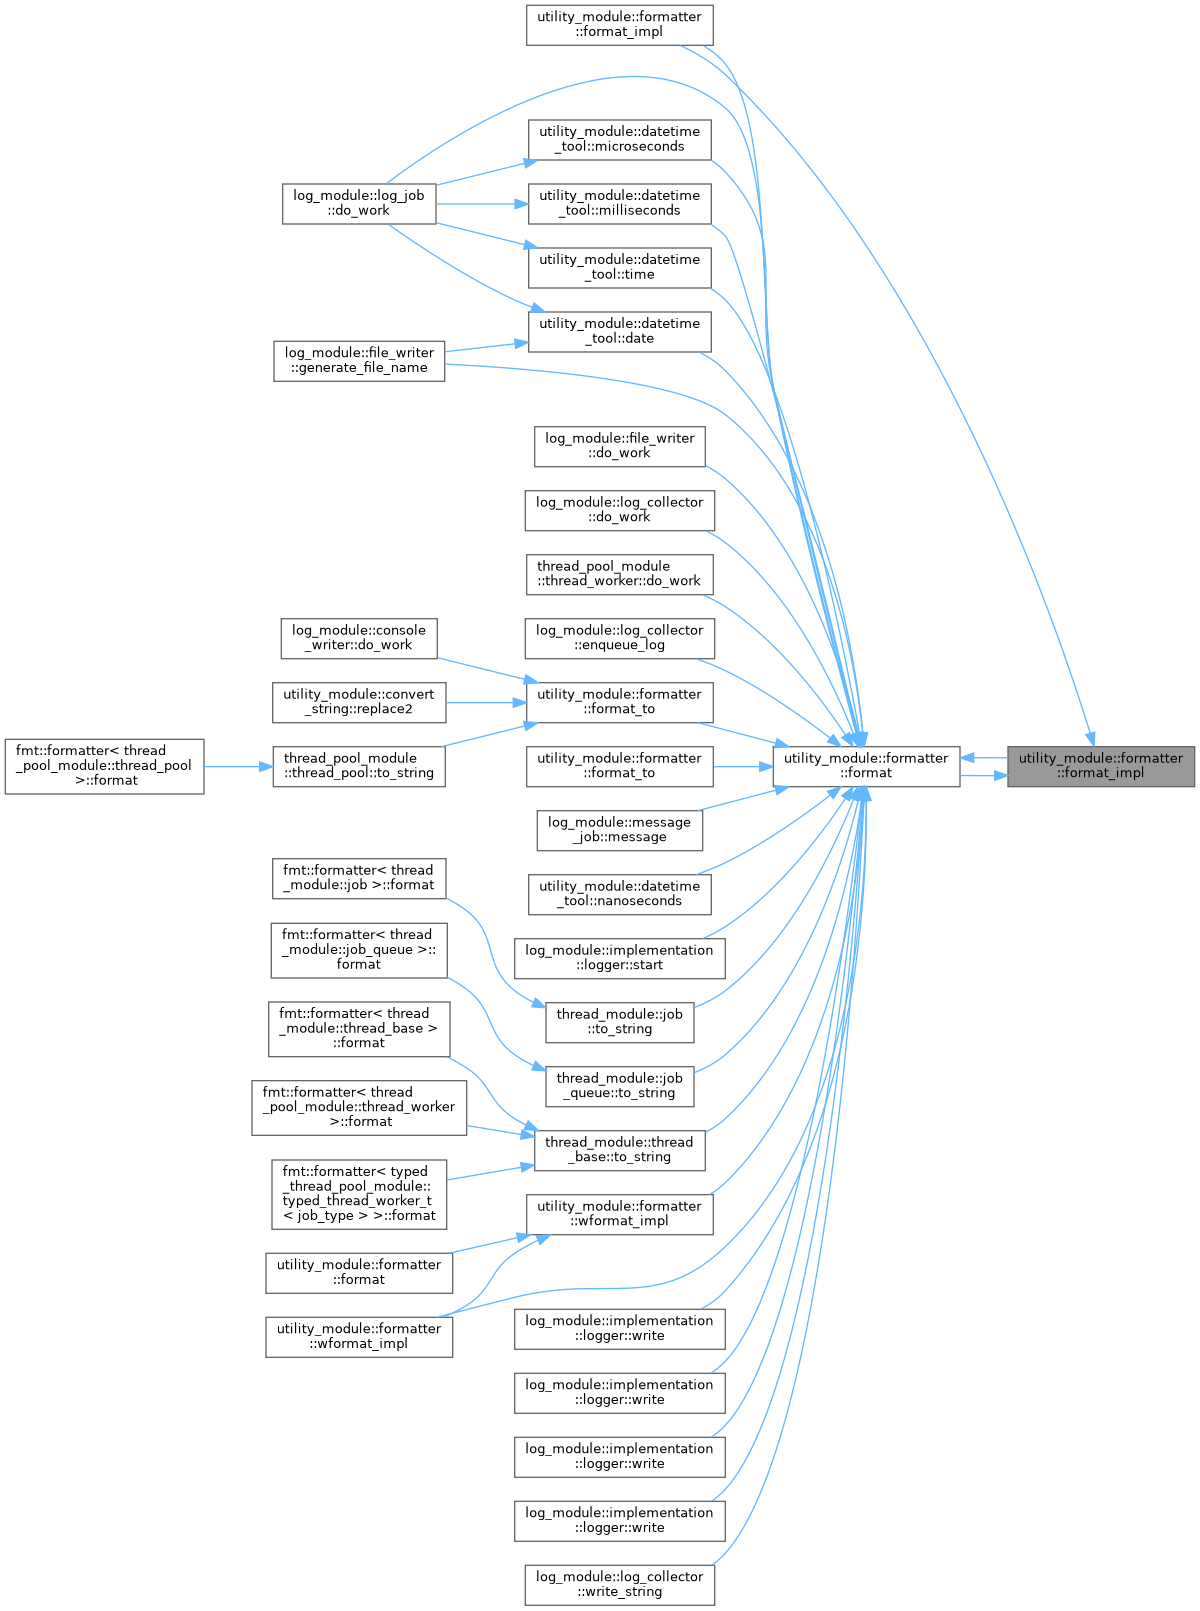 utility_module::formatter
::format_impl
utility_module::datetime
_tool::microseconds
log_module::log_job
::do_work
utility_module::datetime
_tool::milliseconds
utility_module::datetime
_tool::time
utility_module::datetime
_tool::date
log_module::file_writer
::generate_file_name
log_module::file_writer
::do_work
log_module::log_collector
::do_work
thread_pool_module
::thread_worker::do_work
log_module::console
_writer::do_work
log_module::log_collector
::enqueue_log
utility_module::convert
_string::replace2
utility_module::formatter
::format_to
fmt::formatter< thread
_pool_module::thread_pool
>::format
thread_pool_module
::thread_pool::to_string
utility_module::formatter
::format_to
utility_module::formatter
::format
utility_module::formatter
::format_impl
log_module::message
_job::message
fmt::formatter< thread
_module::job >::format
utility_module::datetime
_tool::nanoseconds
fmt::formatter< thread
_module::job_queue >::
format
log_module::implementation
::logger::start
fmt::formatter< thread
_module::thread_base >
::format
thread_module::job
::to_string
fmt::formatter< thread
_pool_module::thread_worker
>::format
thread_module::job
_queue::to_string
fmt::formatter< typed
_thread_pool_module::
typed_thread_worker_t
< job_type > >::format
thread_module::thread
_base::to_string
utility_module::formatter
::wformat_impl
utility_module::formatter
::format
utility_module::formatter
::wformat_impl
log_module::implementation
::logger::write
log_module::implementation
::logger::write
log_module::implementation
::logger::write
log_module::implementation
::logger::write
log_module::log_collector
::write_string